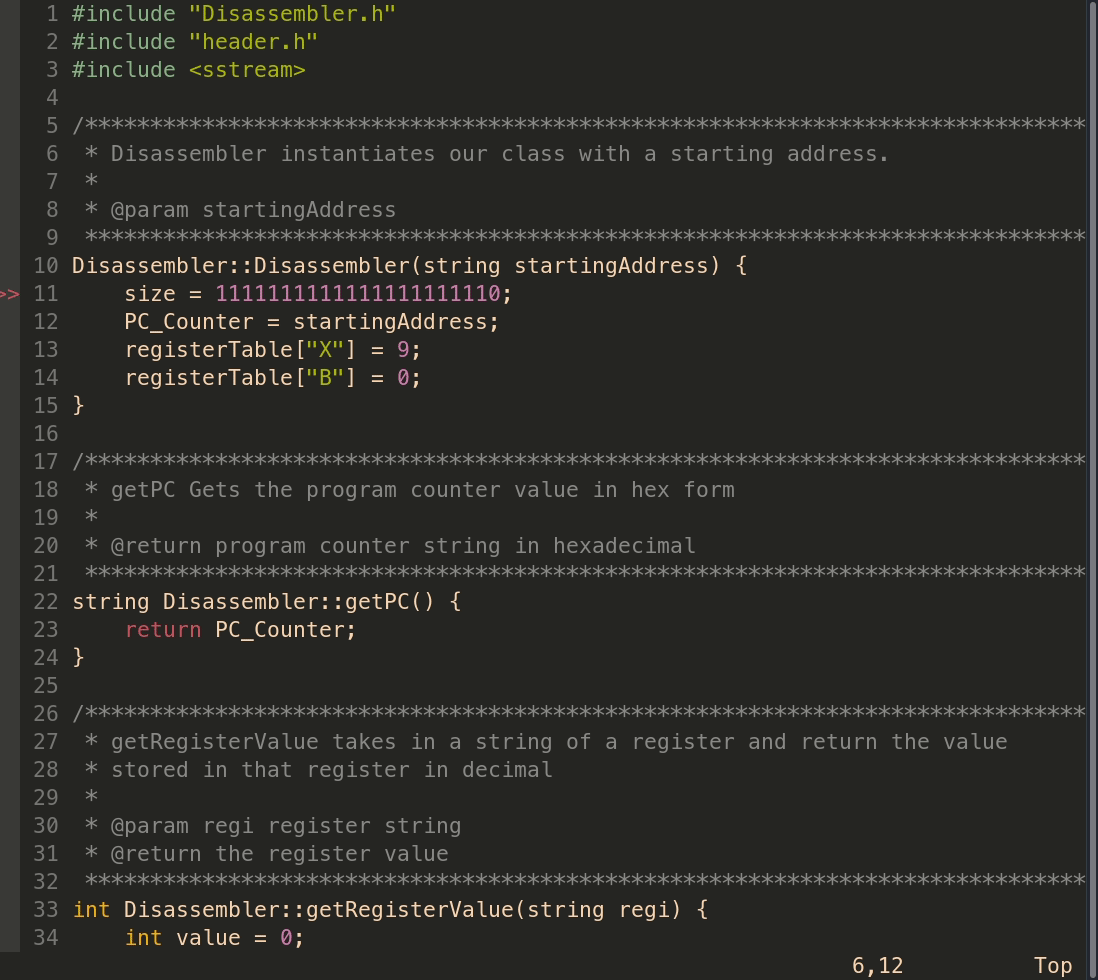 1 #include "Disassembler.h"
2 #include "header.h"
3 #include <sstream>
4
5 /*****************************************************************************
6  * Disassembler instantiates our class with a starting address.
7  *
8  * @param startingAddress
9  *****************************************************************************
10 Disassembler::Disassembler(string startingAddress) {
>> 11     size = 1111111111111111111110;
12     PC_Counter = startingAddress;
13     registerTable["X"] = 9;
14     registerTable["B"] = 0;
15 }
16
17 /*****************************************************************************
18  * getPC Gets the program counter value in hex form
19  *
20  * @return program counter string in hexadecimal
21  *****************************************************************************
22 string Disassembler::getPC() {
23     return PC_Counter;
24 }
25
26 /*****************************************************************************
27  * getRegisterValue takes in a string of a register and return the value
28  * stored in that register in decimal
29  *
30  * @param regi register string
31  * @return the register value
32  *****************************************************************************
33 int Disassembler::getRegisterValue(string regi) {
34     int value = 0;
6,12 Top